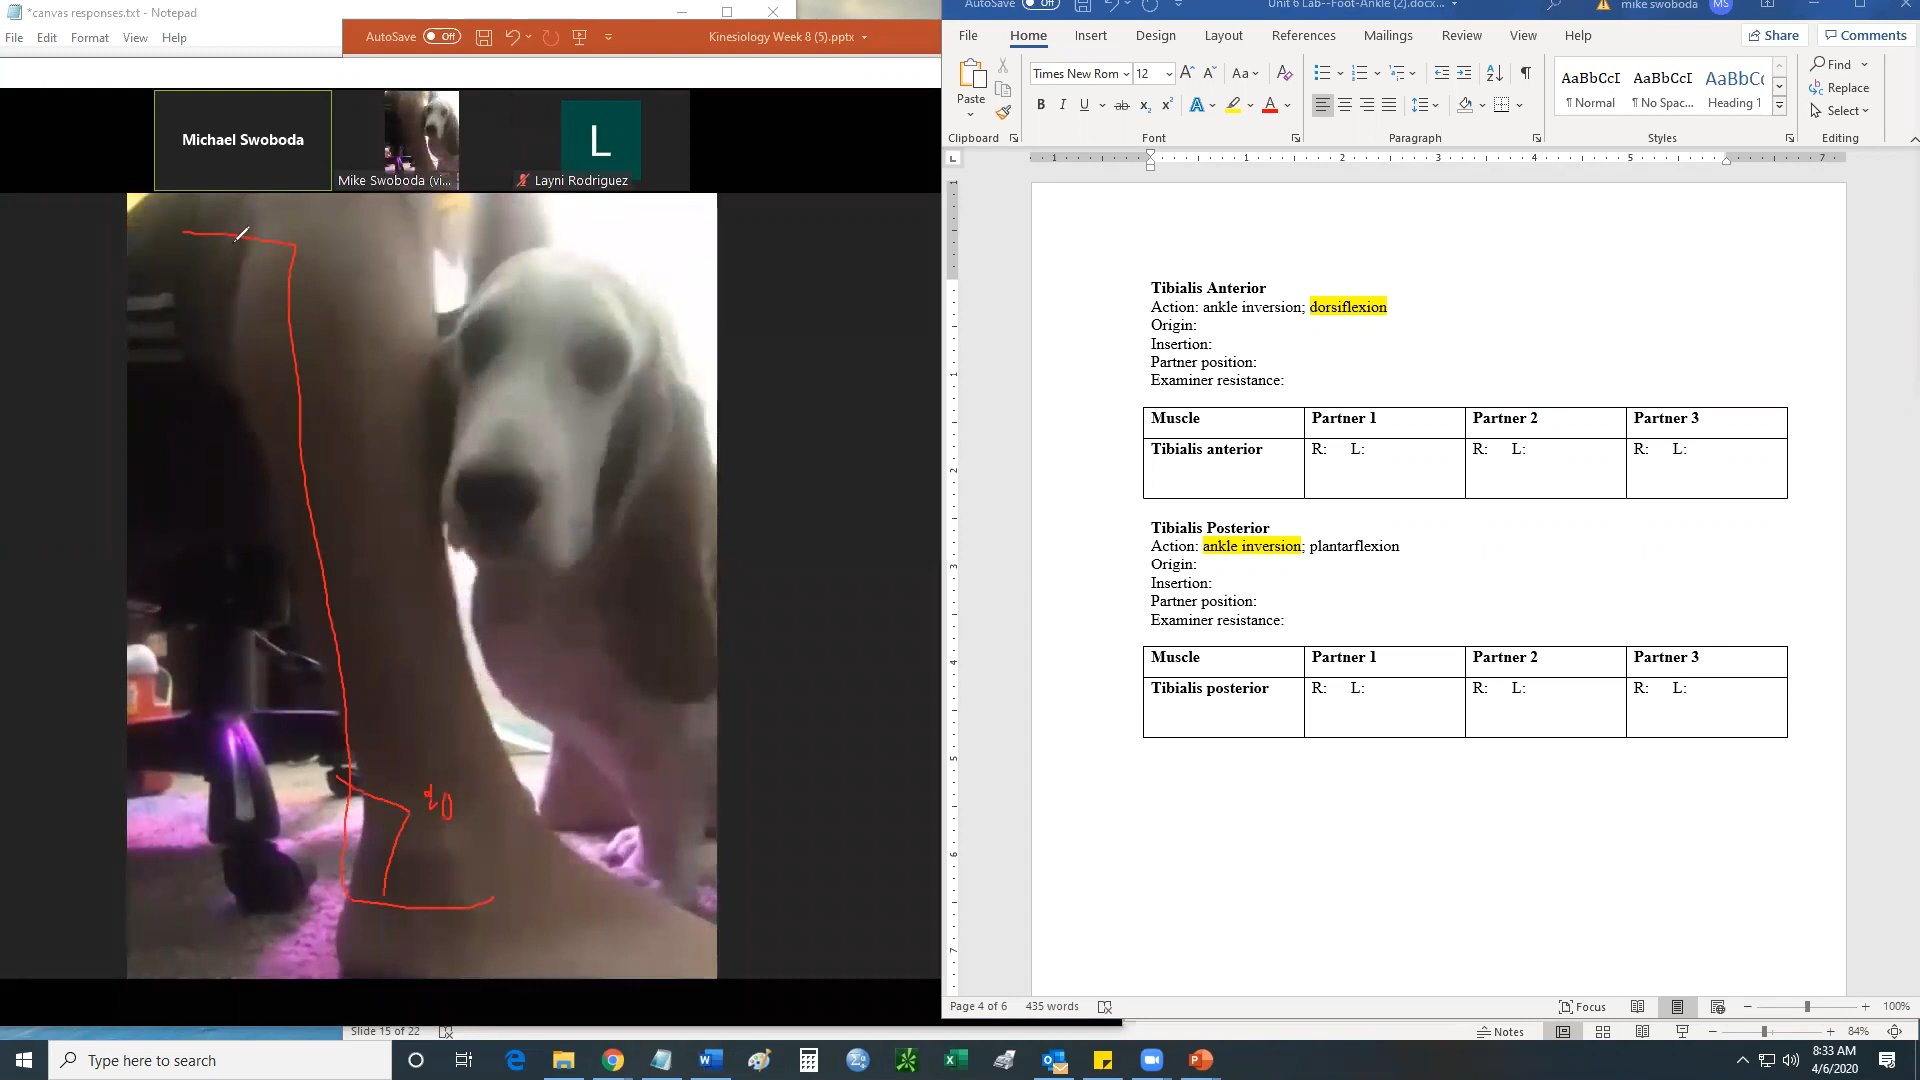 *canvas responses.txt - Notepad
File Edit Format View Help
AutoSave Off Kinesiology Week 8 (5).pptx
Michael Swoboda
Mike Swoboda (vi...
L
Layni Rodriguez
Slide 15 of 22
AutoSave Off Unit 6 Lab--Foot-Ankle (2).docx... mike swoboda MS
File Home Insert Design Layout References Mailings Review View Help Share Comments
Paste
Clipboard
Times New Rom 12
Font
Paragraph
AaBbCcI AaBbCcI AaBbCc
¶ Normal ¶ No Spac... Heading 1
Styles
Find
Replace
Select
Editing
Tibialis Anterior
Action: ankle inversion; dorsiflexion
Origin:
Insertion:
Partner position:
Examiner resistance:
Muscle Partner 1 Partner 2 Partner 3
Tibialis anterior R: L: R: L: R: L:
Tibialis Posterior
Action: ankle inversion; plantarflexion
Origin:
Insertion:
Partner position:
Examiner resistance:
Muscle Partner 1 Partner 2 Partner 3
Tibialis posterior R: L: R: L: R: L:
Page 4 of 6 435 words Focus 100%
Notes 84%
Type here to search
8:33 AM
4/6/2020